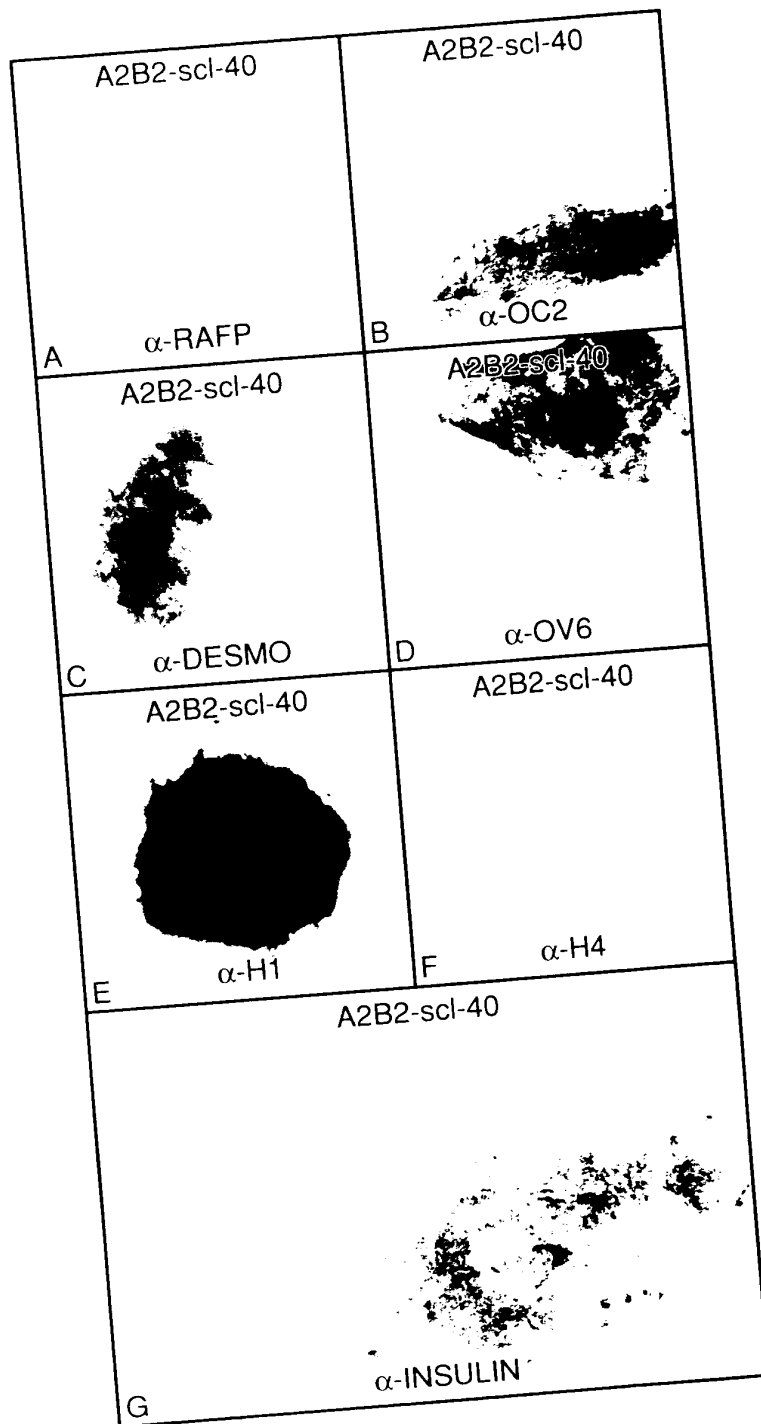 A2B2-scl-40
A α-RAFP
A2B2-scl-40
B α-OC2
A2B2-scl-40
C α-DESMO
A2B2-scl-40
D α-OV6
A2B2-scl-40
E α-H1
A2B2-scl-40
F α-H4
A2B2-scl-40
G α-INSULIN